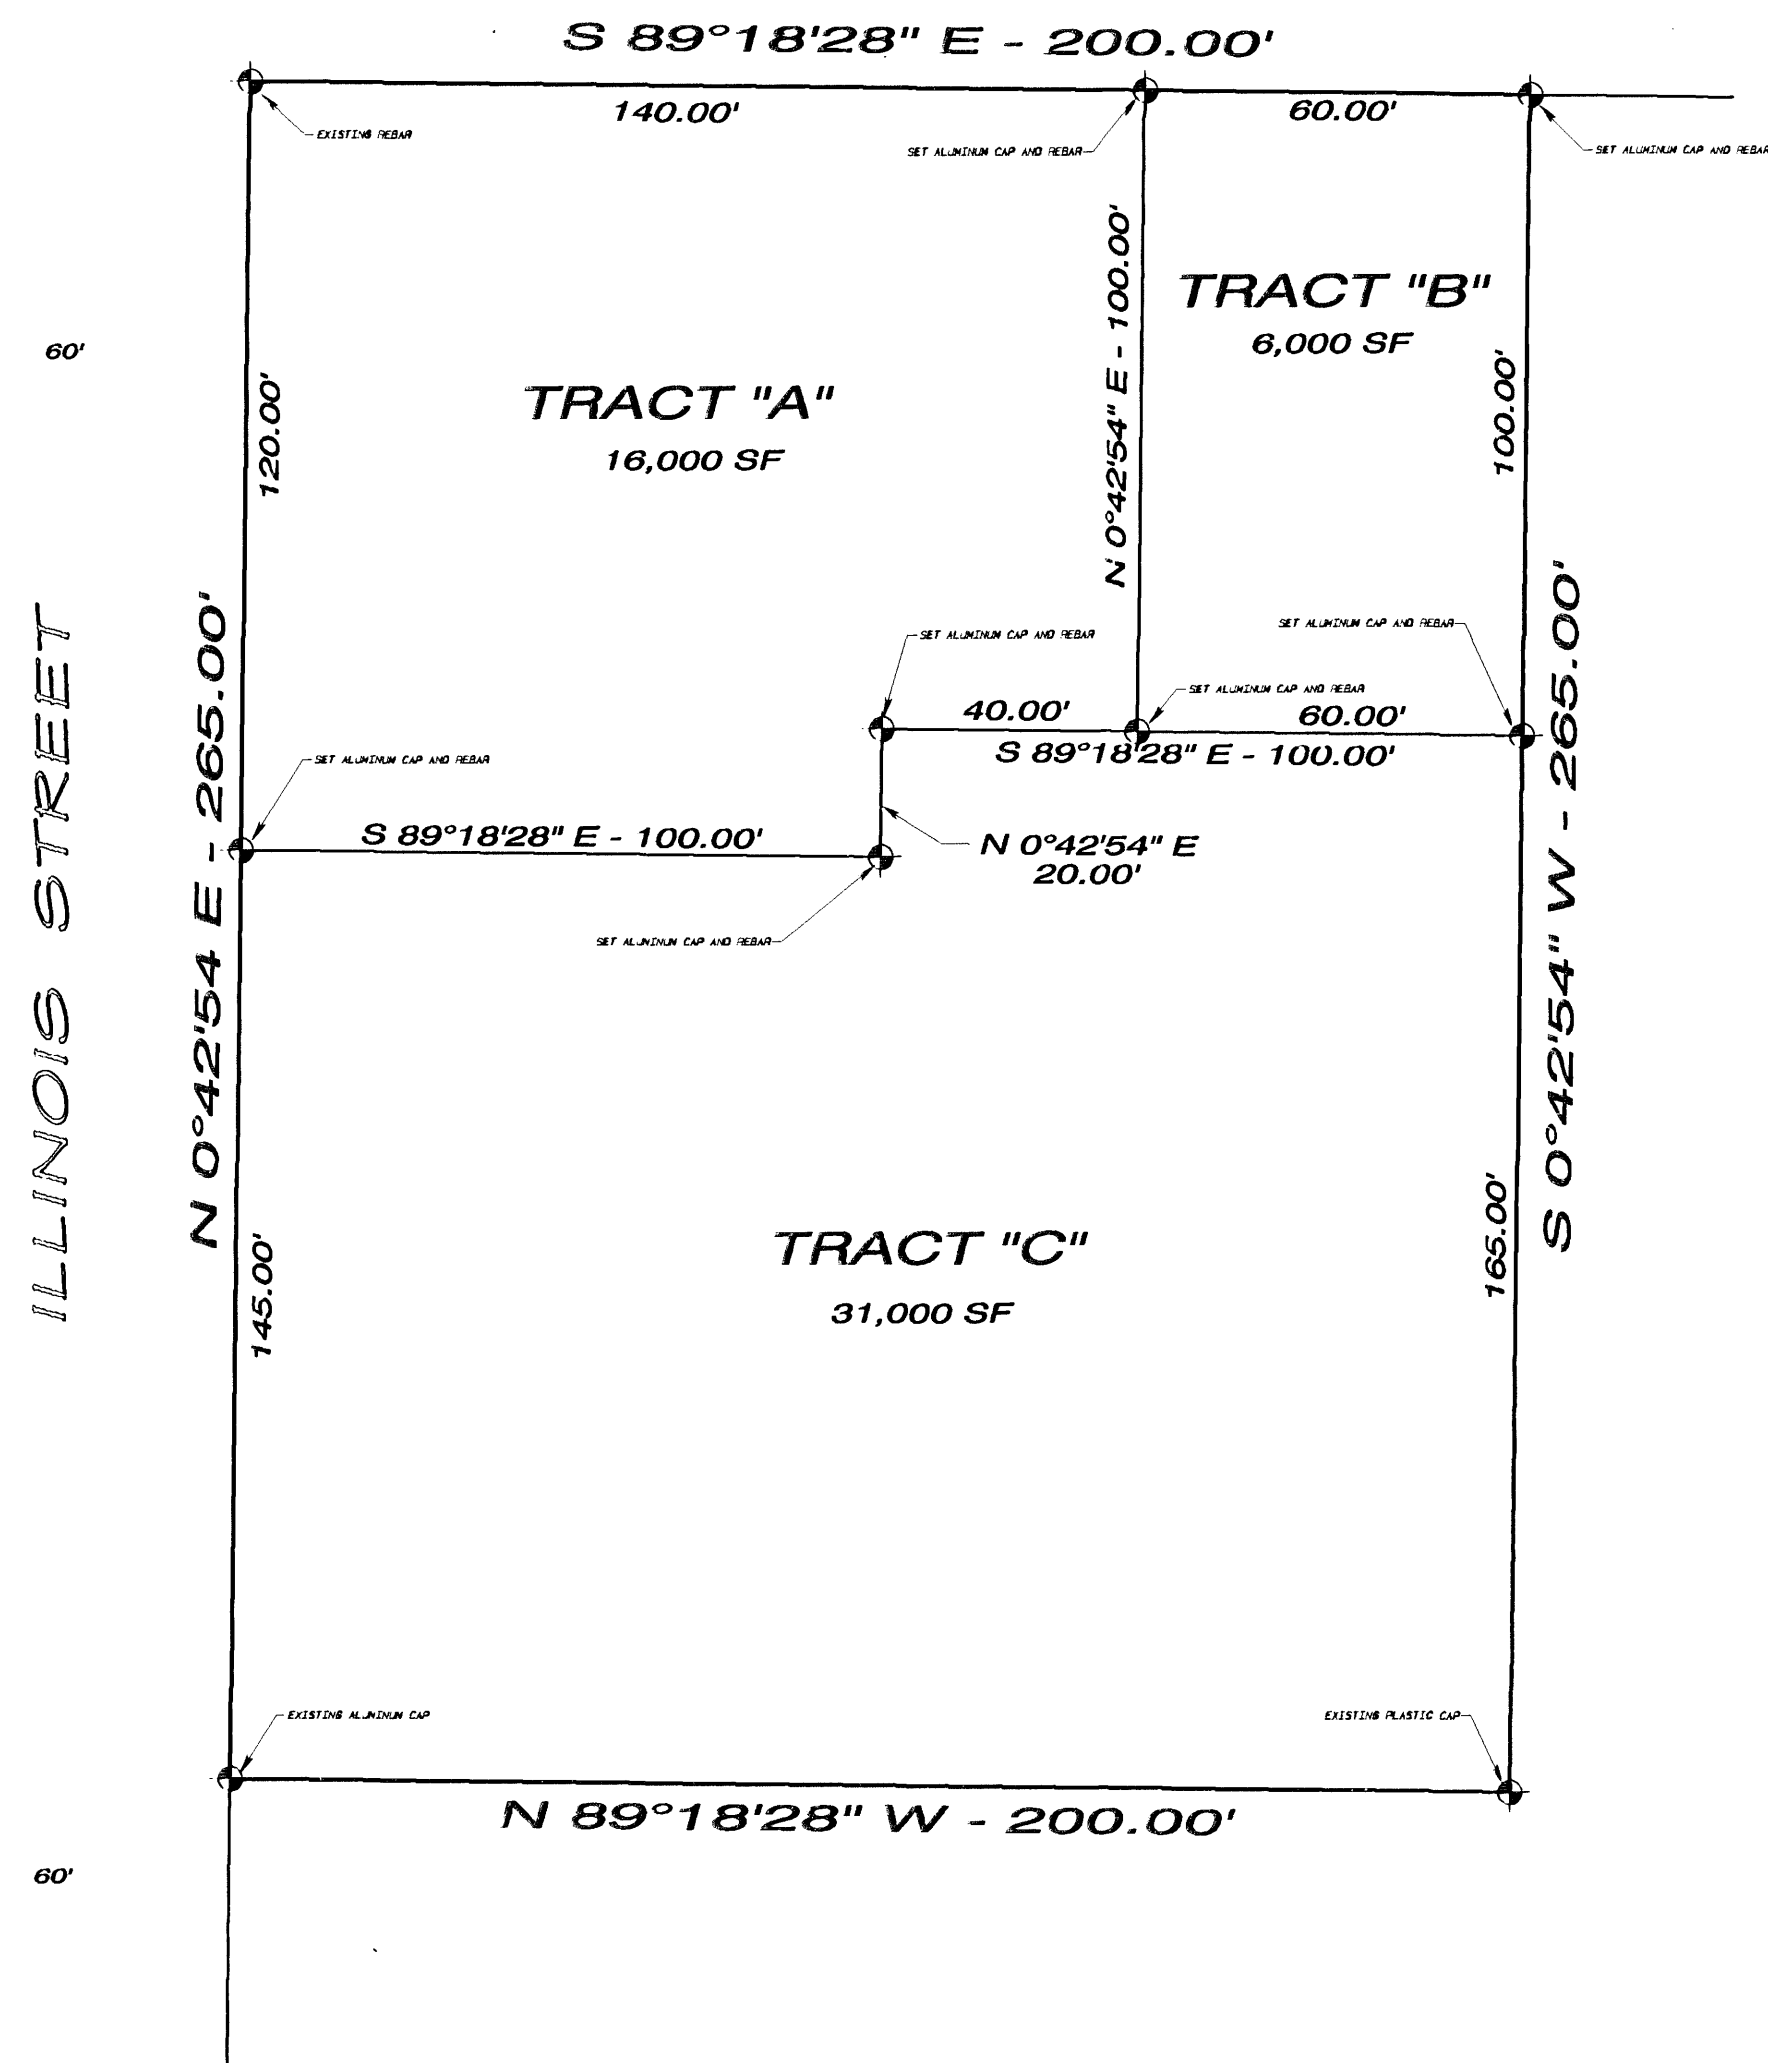 S 89°18'28" E - 200.00'
140.00'
60.00'
EXISTING REBAR
SET ALUMINUM CAP AND REBAR
SET ALUMINUM CAP AND REBAR
N 0°42'54" E - 100.00'
TRACT "B"
6,000 SF
60'
120.00'
TRACT "A"
16,000 SF
100.00'
ILLINOIS STREET
N 0°42'54 E - 265.00'
S 0°42'54" W - 265.00'
SET ALUMINUM CAP AND REBAR
SET ALUMINUM CAP AND REBAR
SET ALUMINUM CAP AND REBAR
40.00'
60.00'
S 89°18'28" E - 100.00'
SET ALUMINUM CAP AND REBAR
S 89°18'28" E - 100.00'
N 0°42'54" E
20.00'
SET ALUMINUM CAP AND REBAR
145.00'
165.00'
TRACT "C"
31,000 SF
EXISTING ALUMINUM CAP
EXISTING PLASTIC CAP
N 89°18'28" W - 200.00'
60'